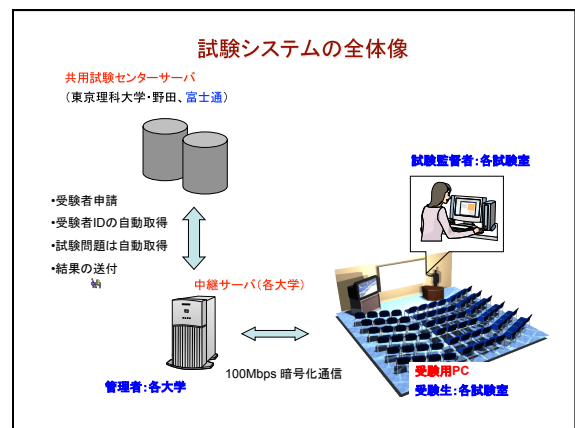 試験システムの全体像
共用試験センターサーバ
(東京理科大学・野田、富士通)
試験監督者:各試験室
•受験者申請
•受験者IDの自動取得
•試験問題は自動取得
•結果の送付
中継サーバ(各大学)
100Mbps 暗号化通信
管理者:各大学
受験用PC
受験生:各試験室